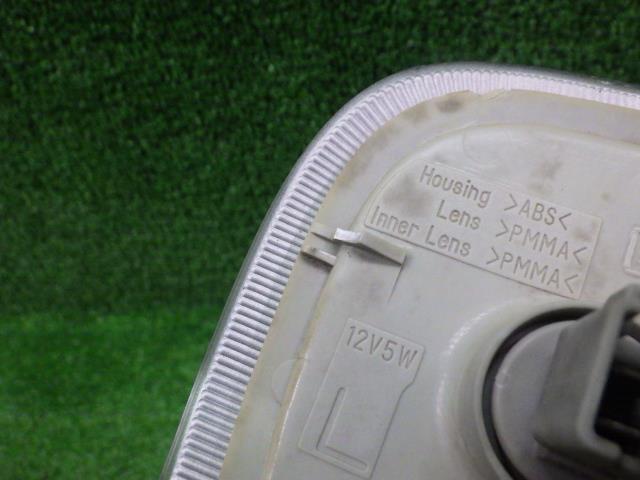 Housing >ABS<
Lens >PMMA<
Inner Lens >PMMA<
12V5W